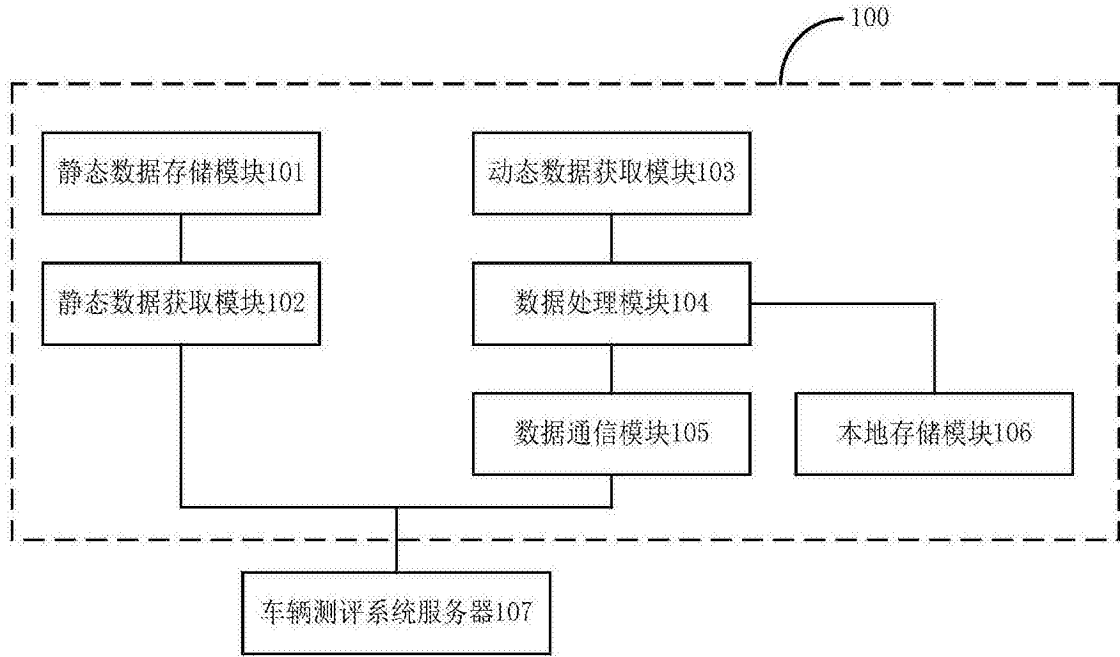 100
静态数据存储模块101
动态数据获取模块103
静态数据获取模块102
数据处理模块104
数据通信模块105
本地存储模块106
车辆测评系统服务器107